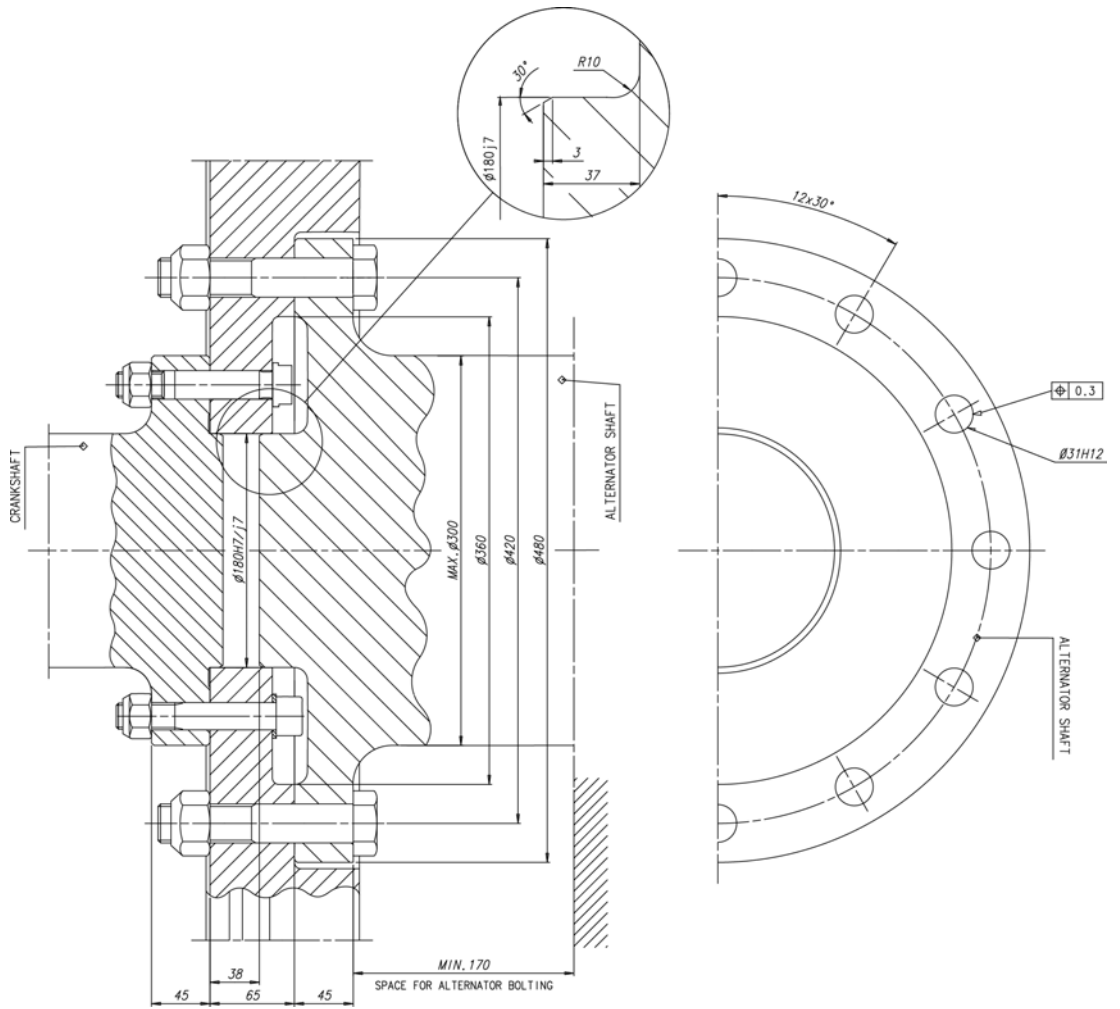 30°
R10
Ø180j7
3
37
12x30°
0.3
Ø31H12
CRANKSHAFT
Ø180H7/j7
MAX.Ø300
Ø360
Ø420
Ø480
ALTERNATOR SHAFT
ALTERNATOR SHAFT
38
MIN.170
SPACE FOR ALTERNATOR BOLTING
45
65
45